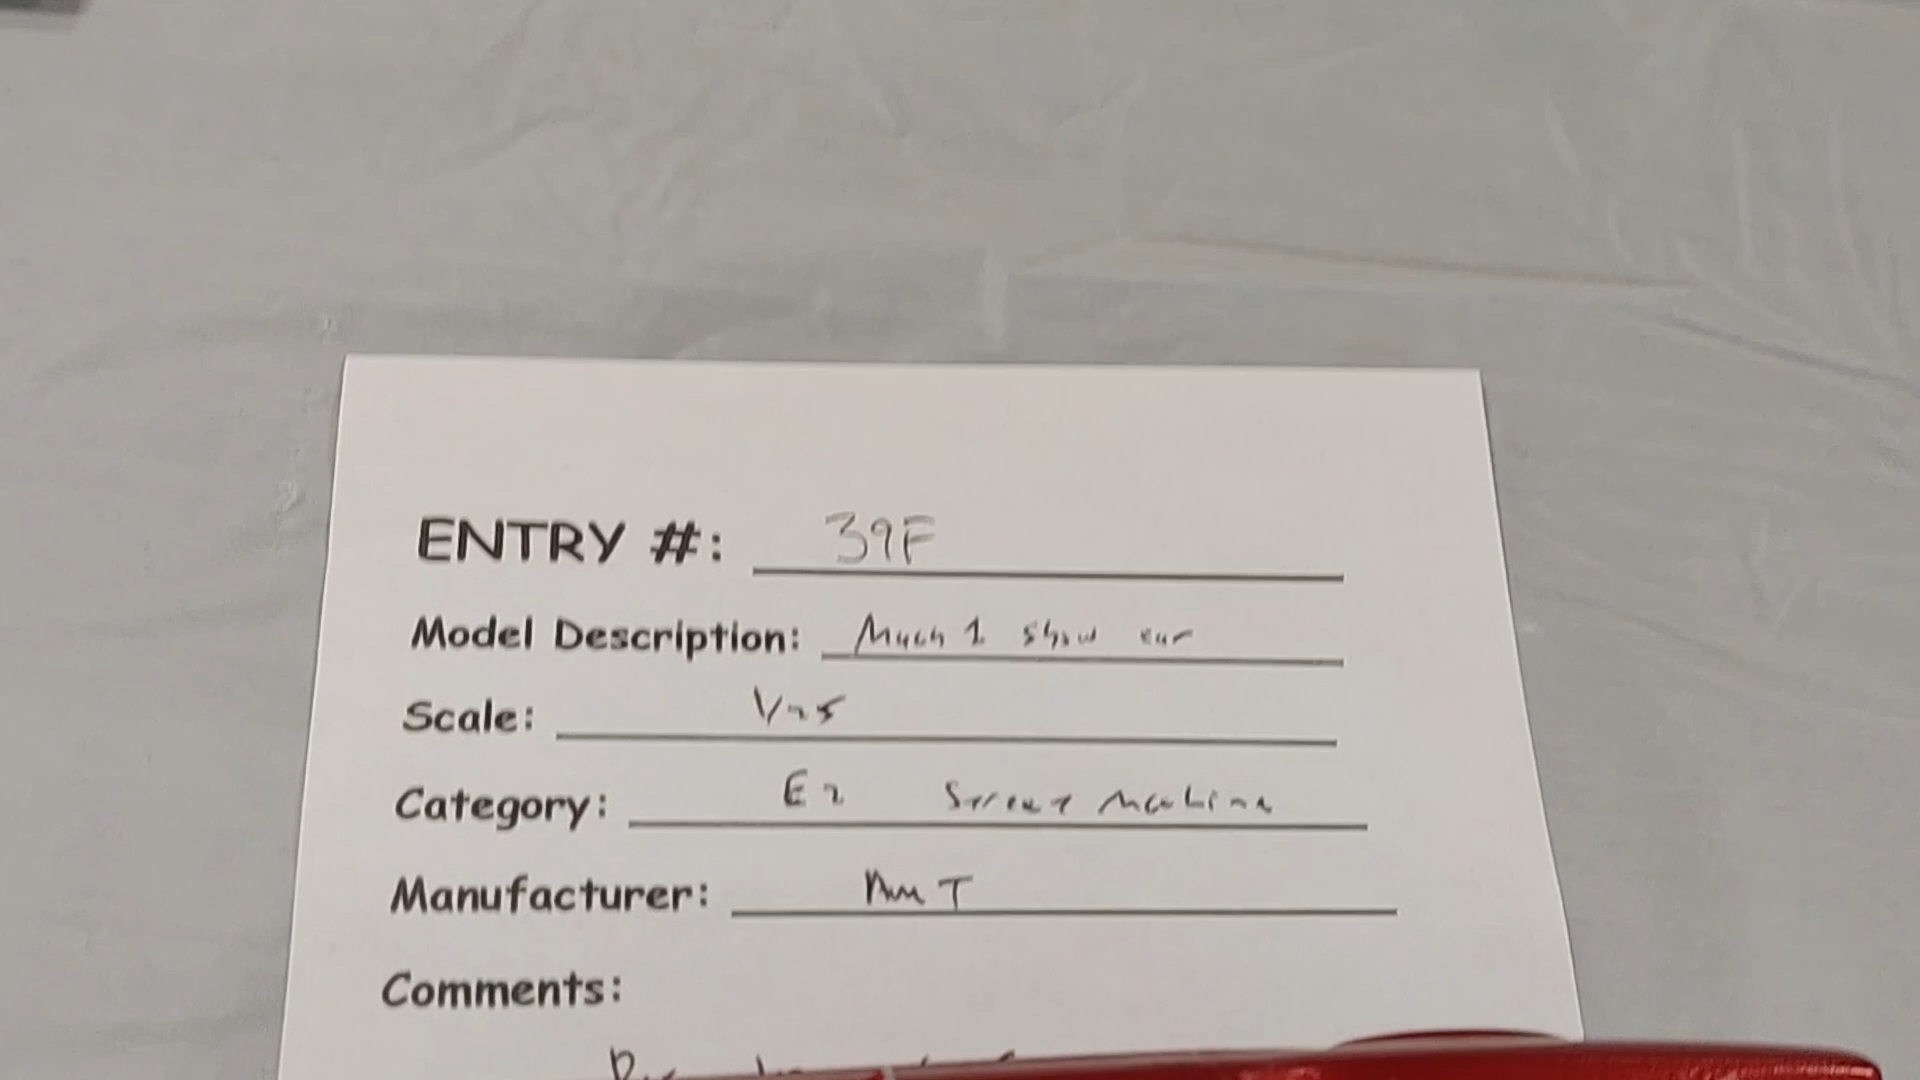 ENTRY #: 39F
Model Description: Mach 1 show car
Scale: 1/25
Category: E2 Street Machine
Manufacturer: AMT
Comments: